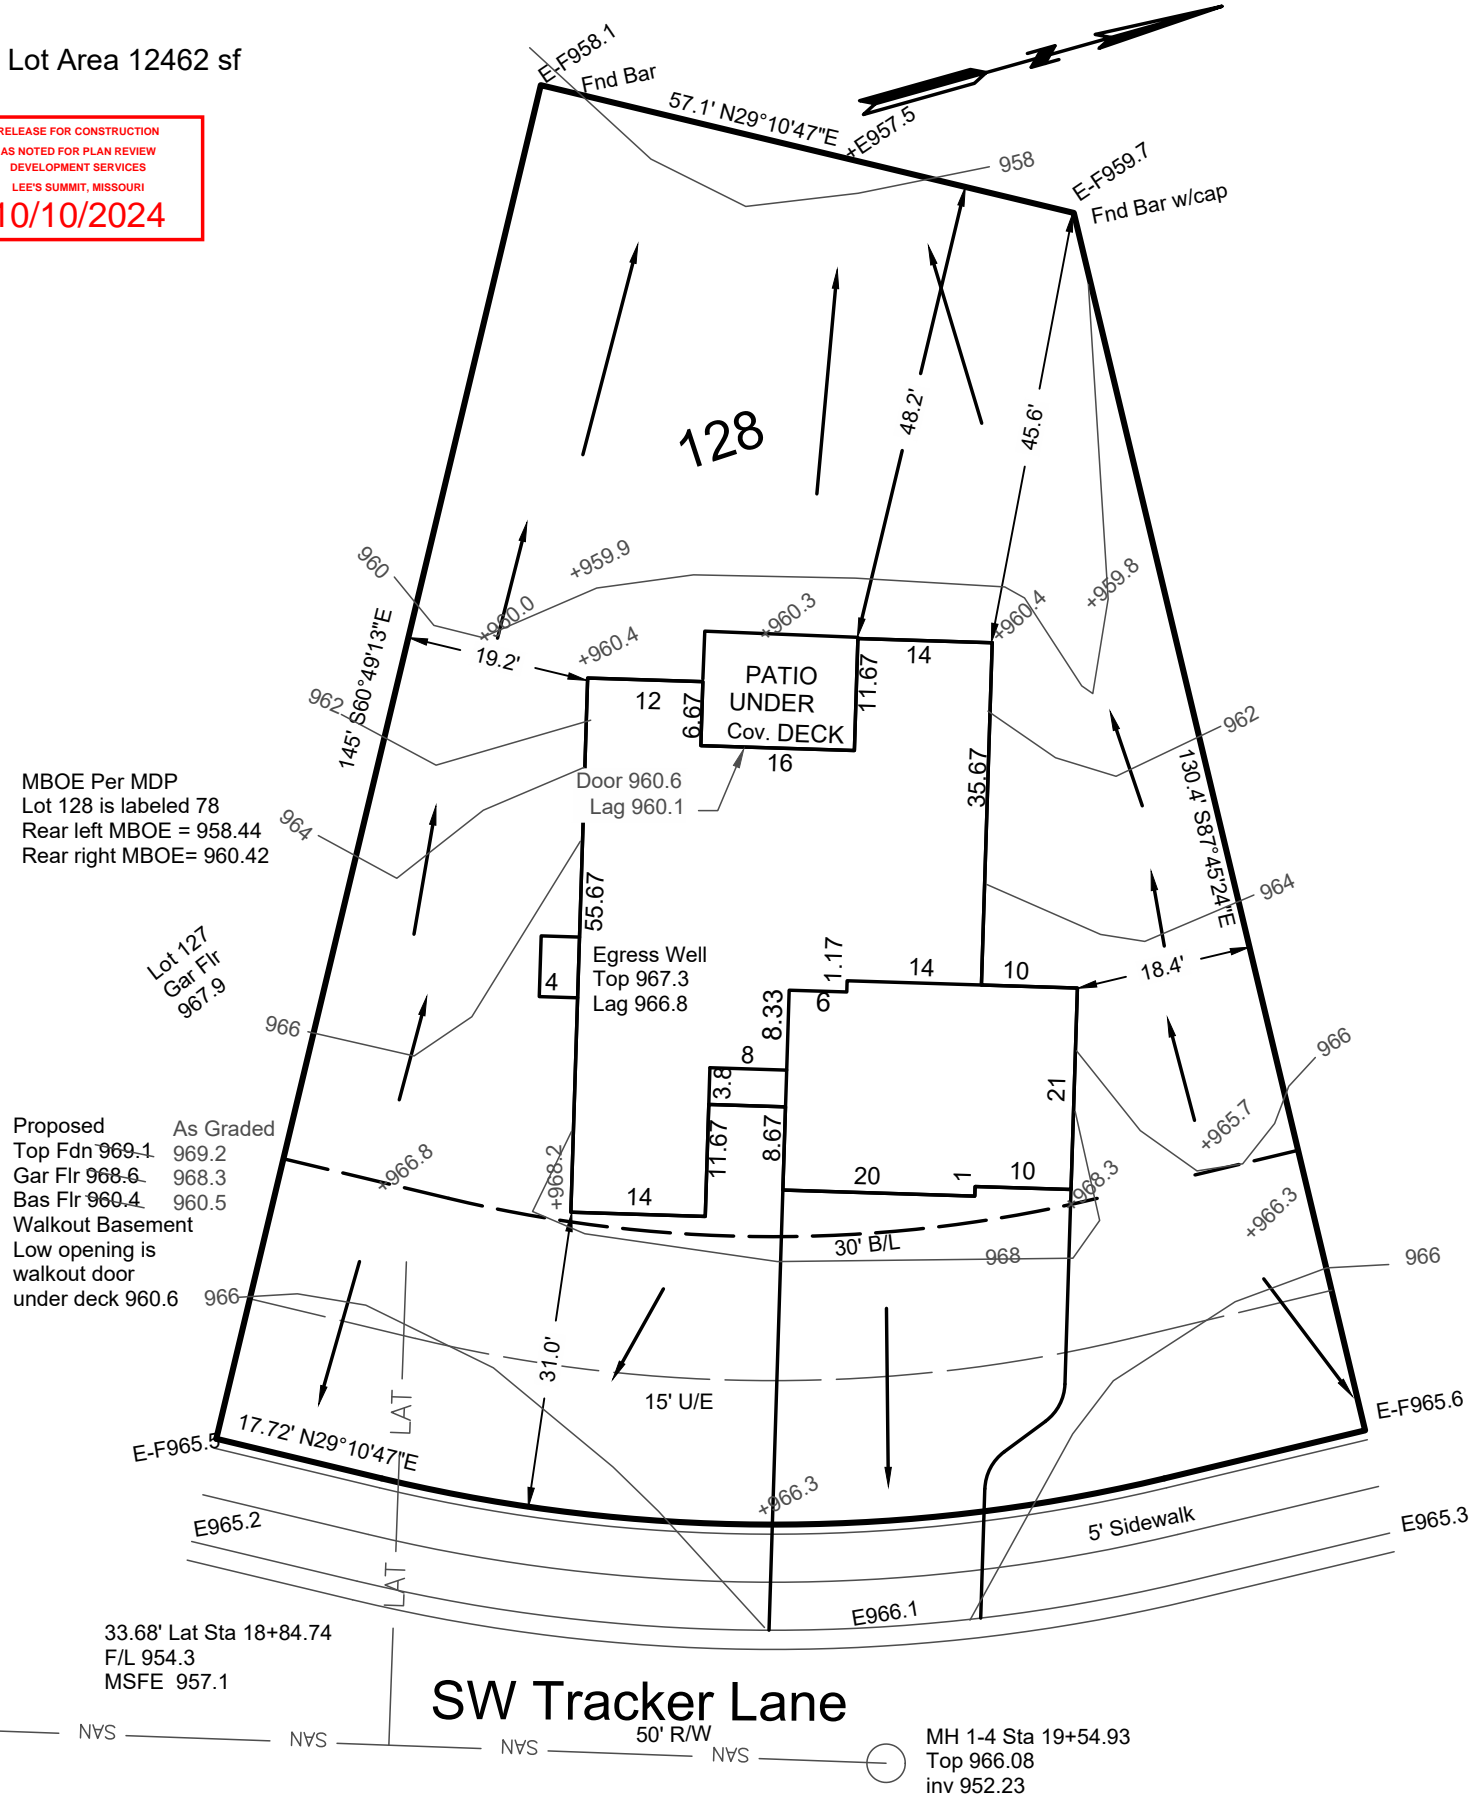 Lot Area 12462 sf
RELEASE FOR CONSTRUCTION
AS NOTED FOR PLAN REVIEW
DEVELOPMENT SERVICES
LEE'S SUMMIT, MISSOURI
10/10/2024
E-F958.1
Fnd Bar
57.1' N29°10'47"E
+E957.5
958
E-F959.7
Fnd Bar w/cap
128
48.2'
45.6'
960
+959.9
+960.0
+960.4
+960.3
+960.4
+959.8
19.2'
12
6.67
PATIO
UNDER
Cov. DECK
11.67
14
16
145' S60°49'13"E
962
962
Door 960.6
Lag 960.1
35.67
130.4' S87°45'24"E
MBOE Per MDP
Lot 128 is labeled 78
Rear left MBOE = 958.44
Rear right MBOE= 960.42
964
964
55.67
Lot 127
Gar Flr
967.9
Egress Well
Top 967.3
Lag 966.8
4
1.17
14
10
18.4'
6
8.33
966
966
8
3.8
21
Proposed As Graded
Top Fdn 969.1 969.2
Gar Flr 968.6 968.3
Bas Flr 960.4 960.5
Walkout Basement
Low opening is
walkout door
under deck 960.6
+966.8
+968.2
11.67
8.67
+965.7
14
20
1
10
+968.3
+966.3
30' B/L
968
966
966
31.0'
15' U/E
LAT
17.72' N29°10'47"E
E-F965.5
E-F965.6
+966.3
E965.2
5' Sidewalk
E965.3
LAT
E966.1
33.68' Lat Sta 18+84.74
F/L 954.3
MSFE 957.1
SW Tracker Lane
50' R/W
SAN
SAN
SAN
SAN
MH 1-4 Sta 19+54.93
Top 966.08
inv 952.23